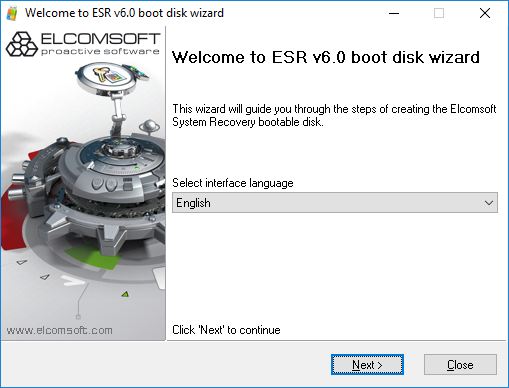 Welcome to ESR v6.0 boot disk wizard
ELCOMSOFT
proactive software
Welcome to ESR v6.0 boot disk wizard
This wizard will guide you through the steps of creating the Elcomsoft
System Recovery bootable disk.
Select interface language
English
www.elcomsoft.com
Click 'Next' to continue
Next >
Close